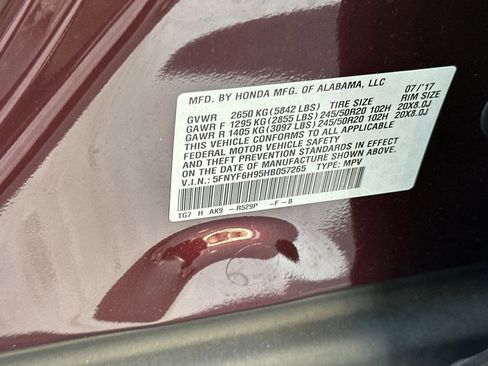 MFD. BY HONDA MFG. OF ALABAMA, LLC 07/'17
GVWR 2650 KG (5842 LBS) TIRE SIZE RIM SIZE
GAWR F 1295 KG (2855 LBS) 245/50R20 102H 20X8.0J
GAWR R 1405 KG (3097 LBS) 245/50R20 102H 20X8.0J
THIS VEHICLE CONFORMS TO ALL APPLICABLE
FEDERAL MOTOR VEHICLE SAFETY
AND THEFT PREVENTION STANDARDS IN EFFECT
ON THE DATE OF MANUFACTURE SHOWN ABOVE.
V.I.N.: 5FNYF6H95HB057265 TYPE: MPV
TG7 H AK9 -R529P -F-B